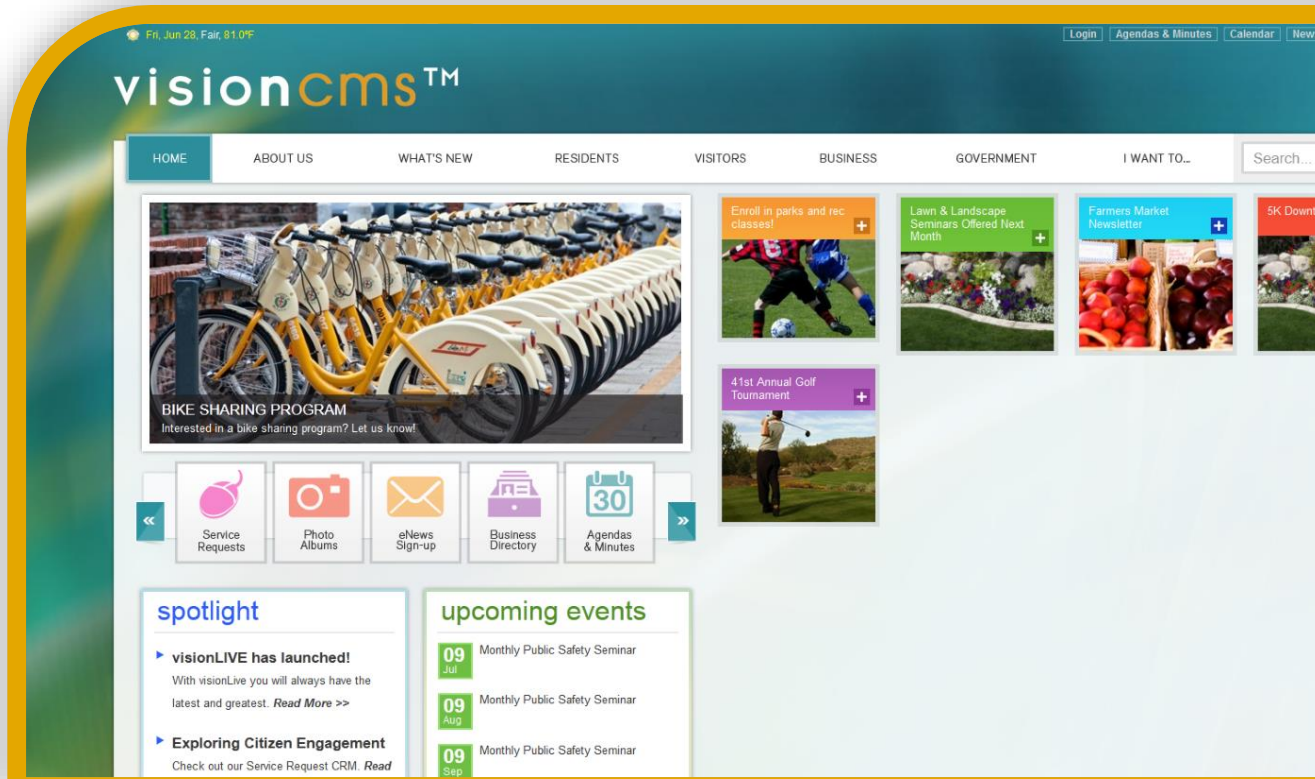 Fri, Jun 28, Fair, 81.0°F
Login
Agendas & Minutes
Calendar
New
visioncms™
HOME
ABOUT US
WHAT'S NEW
RESIDENTS
VISITORS
BUSINESS
GOVERNMENT
I WANT TO...
Search...
BIKE SHARING PROGRAM
Interested in a bike sharing program? Let us know!
Enroll in parks and rec
classes!
Lawn & Landscape
Seminars Offered Next
Month
Farmers Market
Newsletter
5K Downt
41st Annual Golf
Tournament
Service
Requests
Photo
Albums
eNews
Sign-up
Business
Directory
30
Agendas
& Minutes
spotlight
visionLIVE has launched!
With visionLive you will always have the
latest and greatest. Read More >>
Exploring Citizen Engagement
Check out our Service Request CRM. Read
upcoming events
09
Jul
Monthly Public Safety Seminar
09
Aug
Monthly Public Safety Seminar
09
Sep
Monthly Public Safety Seminar